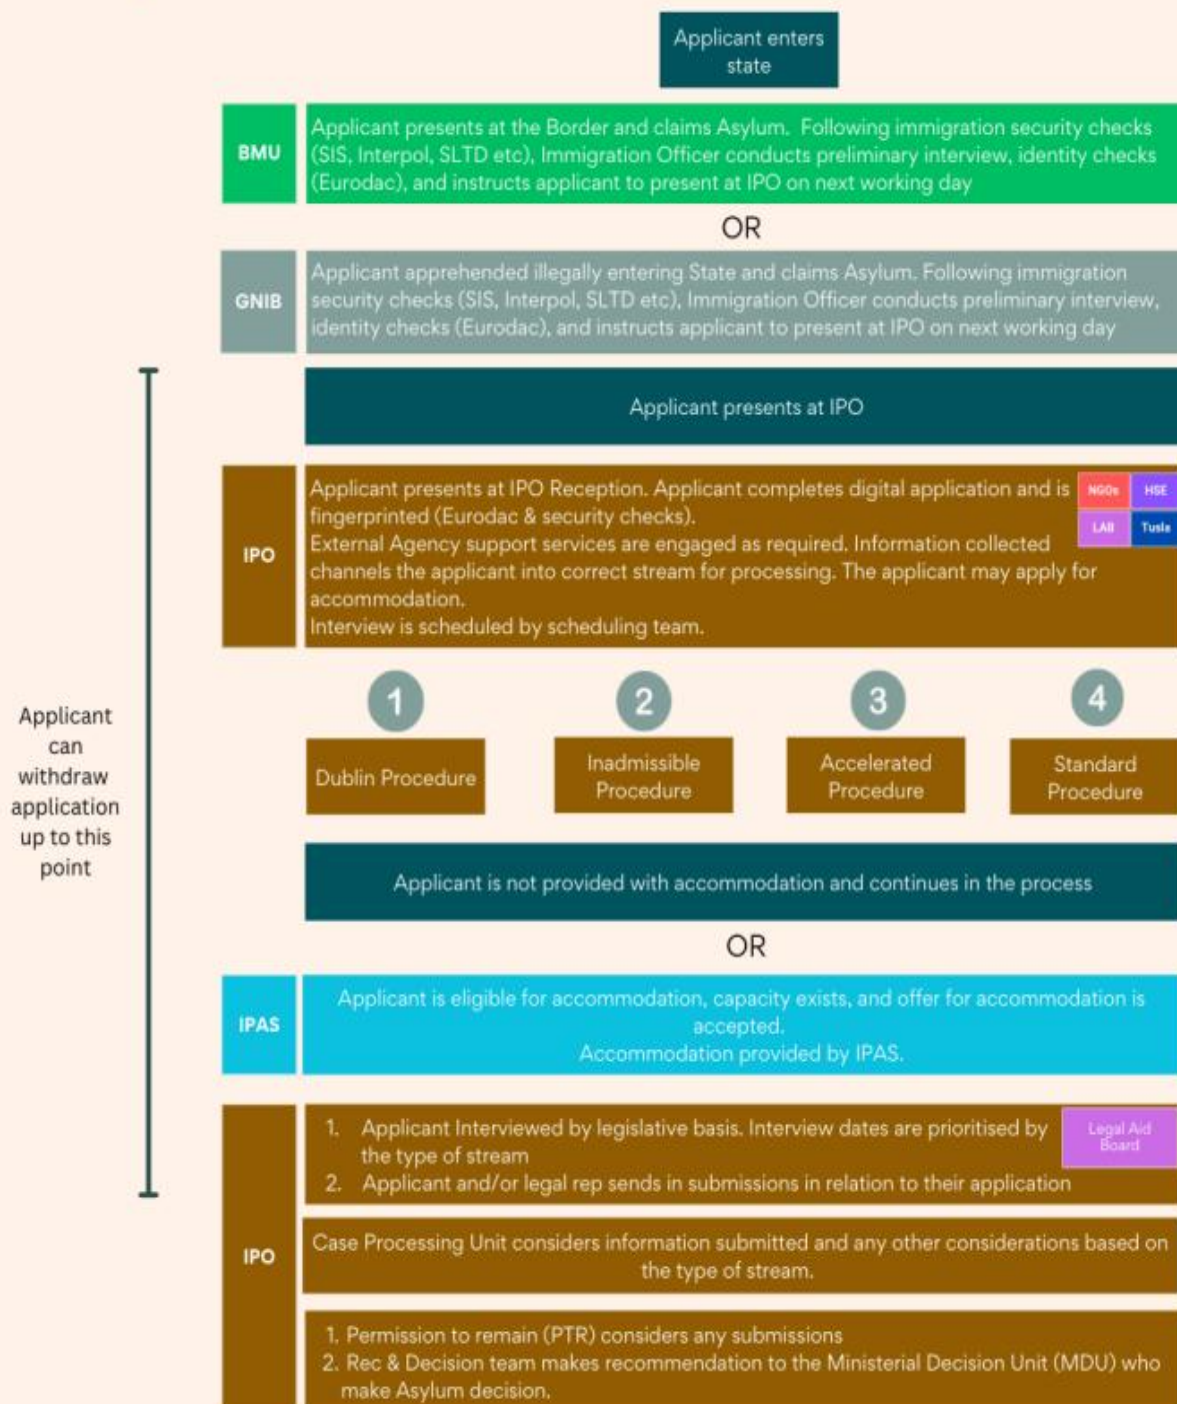 Applicant enters
state
BMU
Applicant presents at the Border and claims Asylum. Following immigration security checks
(SIS, Interpol, SLTD etc), Immigration Officer conducts preliminary interview, identity checks
(Eurodac), and instructs applicant to present at IPO on next working day
OR
GNIB
Applicant apprehended illegally entering State and claims Asylum. Following immigration
security checks (SIS, Interpol, SLTD etc), Immigration Officer conducts preliminary interview,
identity checks (Eurodac), and instructs applicant to present at IPO on next working day
Applicant presents at IPO
IPO
Applicant presents at IPO Reception. Applicant completes digital application and is
fingerprinted (Eurodac & security checks).
External Agency support services are engaged as required. Information collected
channels the applicant into correct stream for processing. The applicant may apply for
accommodation.
Interview is scheduled by scheduling team.
NGOs
HSE
LAB
Tusla
Applicant
can
withdraw
application
up to this
point
1
Dublin Procedure
2
Inadmissible
Procedure
3
Accelerated
Procedure
4
Standard
Procedure
Applicant is not provided with accommodation and continues in the process
OR
IPAS
Applicant is eligible for accommodation, capacity exists, and offer for accommodation is
accepted.
Accommodation provided by IPAS.
IPO
1. Applicant Interviewed by legislative basis. Interview dates are prioritised by
the type of stream
2. Applicant and/or legal rep sends in submissions in relation to their application
Legal Aid
Board
Case Processing Unit considers information submitted and any other considerations based on
the type of stream.
1. Permission to remain (PTR) considers any submissions
2. Rec & Decision team makes recommendation to the Ministerial Decision Unit (MDU) who
make Asylum decision.